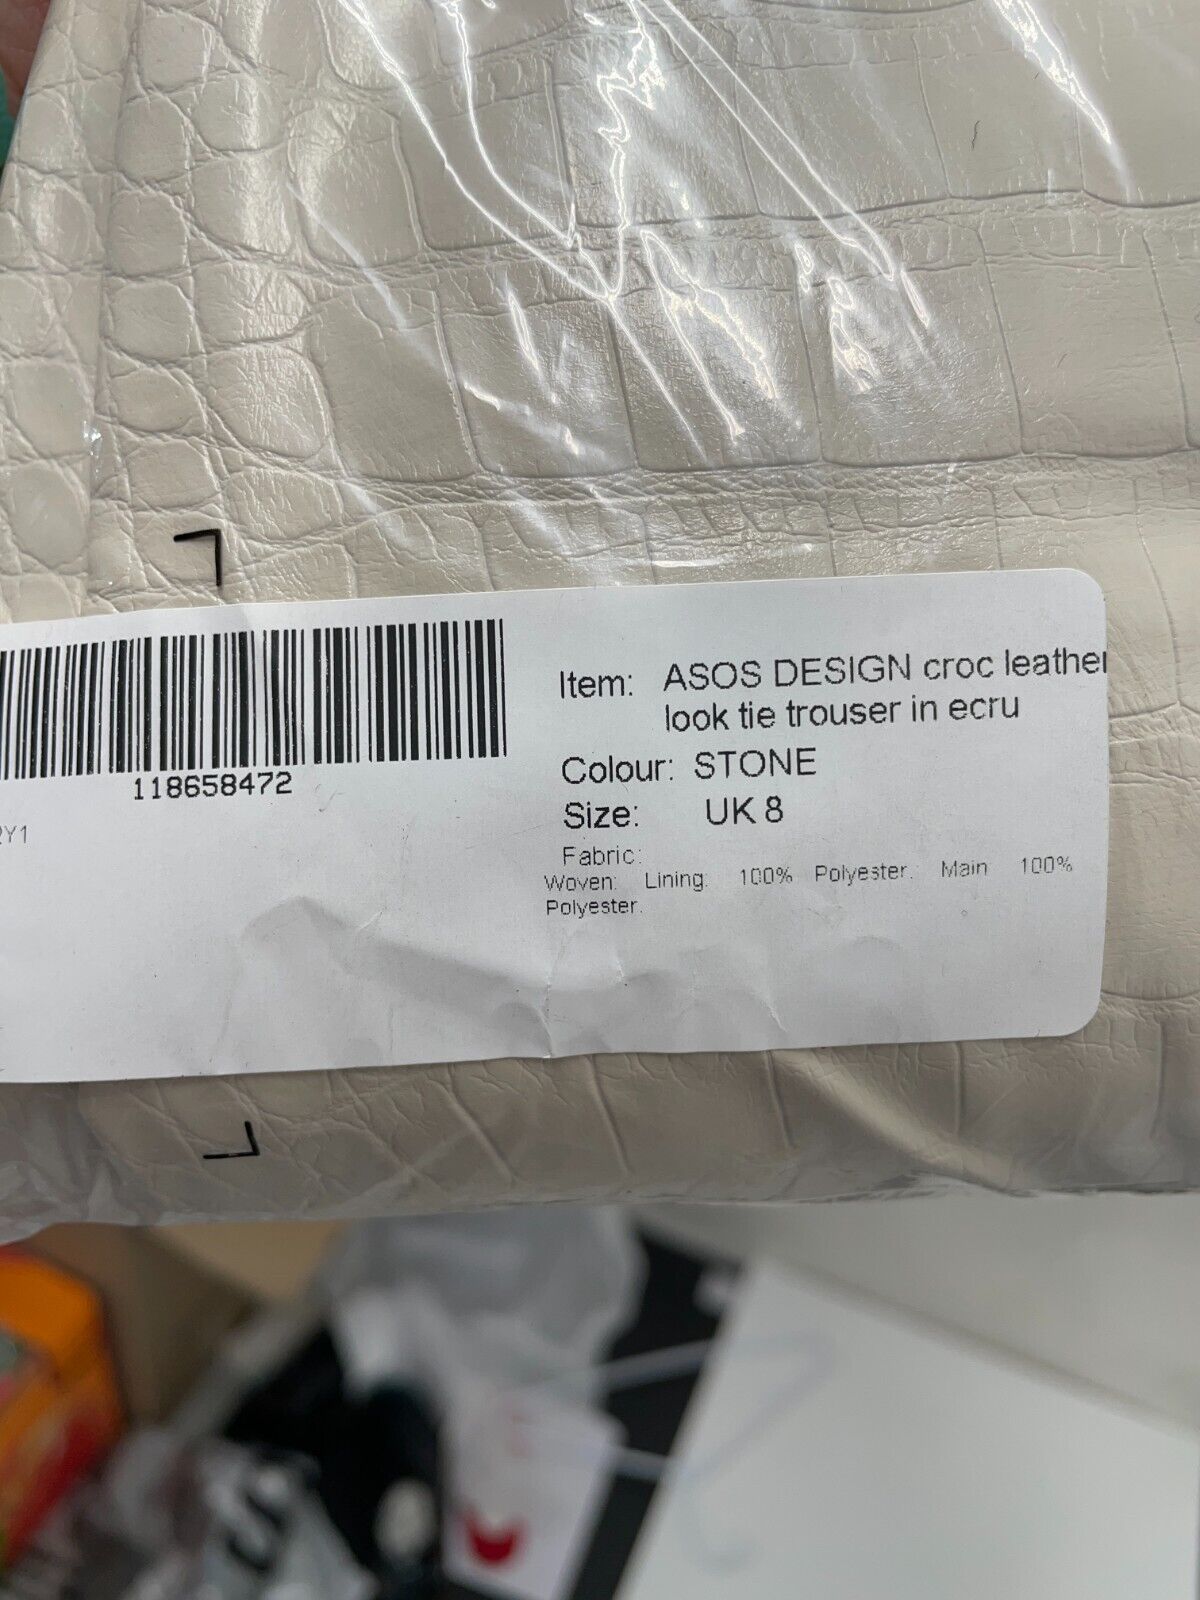 Item: ASOS DESIGN croc leather
look tie trouser in ecru
118658472
Colour: STONE
Size: UK 8
Y1
Fabric:
Woven: Lining: 100% Polyester. Main 100%
Polyester.